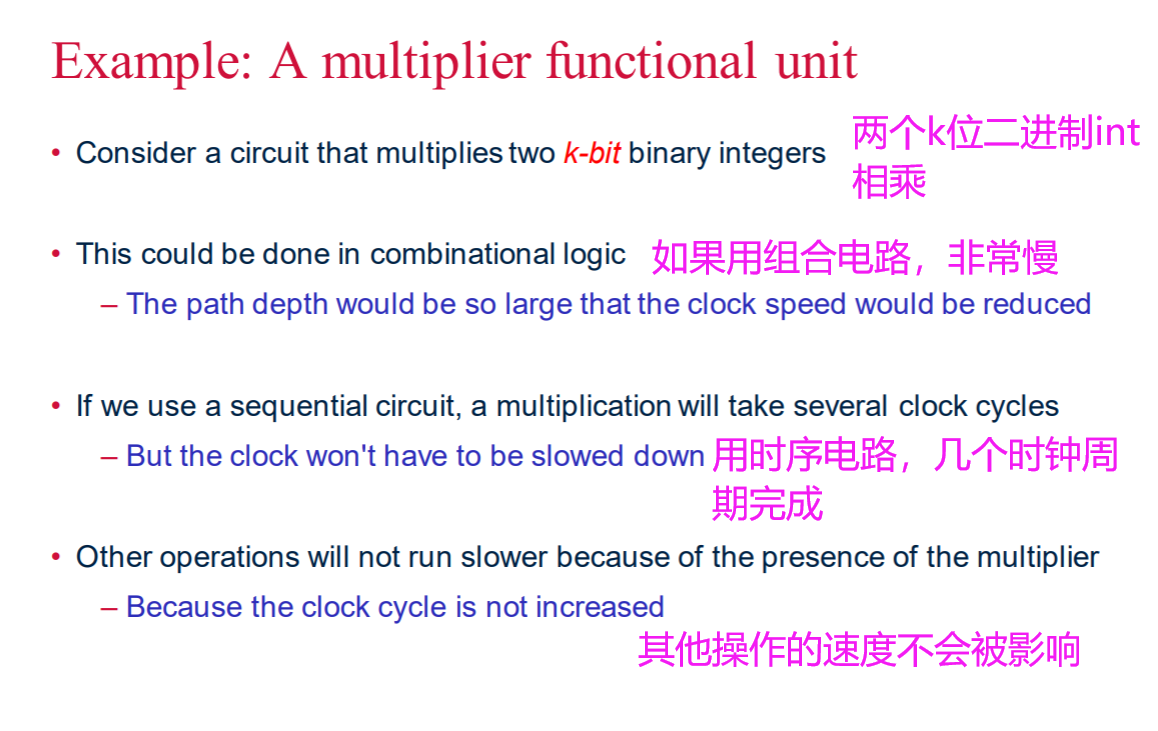 Example: A multiplier functional unit
• Consider a circuit that multiplies two k-bit binary integers
两个k位二进制int
相乘
• This could be done in combinational logic
如果用组合电路，非常慢
– The path depth would be so large that the clock speed would be reduced
• If we use a sequential circuit, a multiplication will take several clock cycles
– But the clock won't have to be slowed down
用时序电路，几个时钟周
期完成
• Other operations will not run slower because of the presence of the multiplier
– Because the clock cycle is not increased
其他操作的速度不会被影响